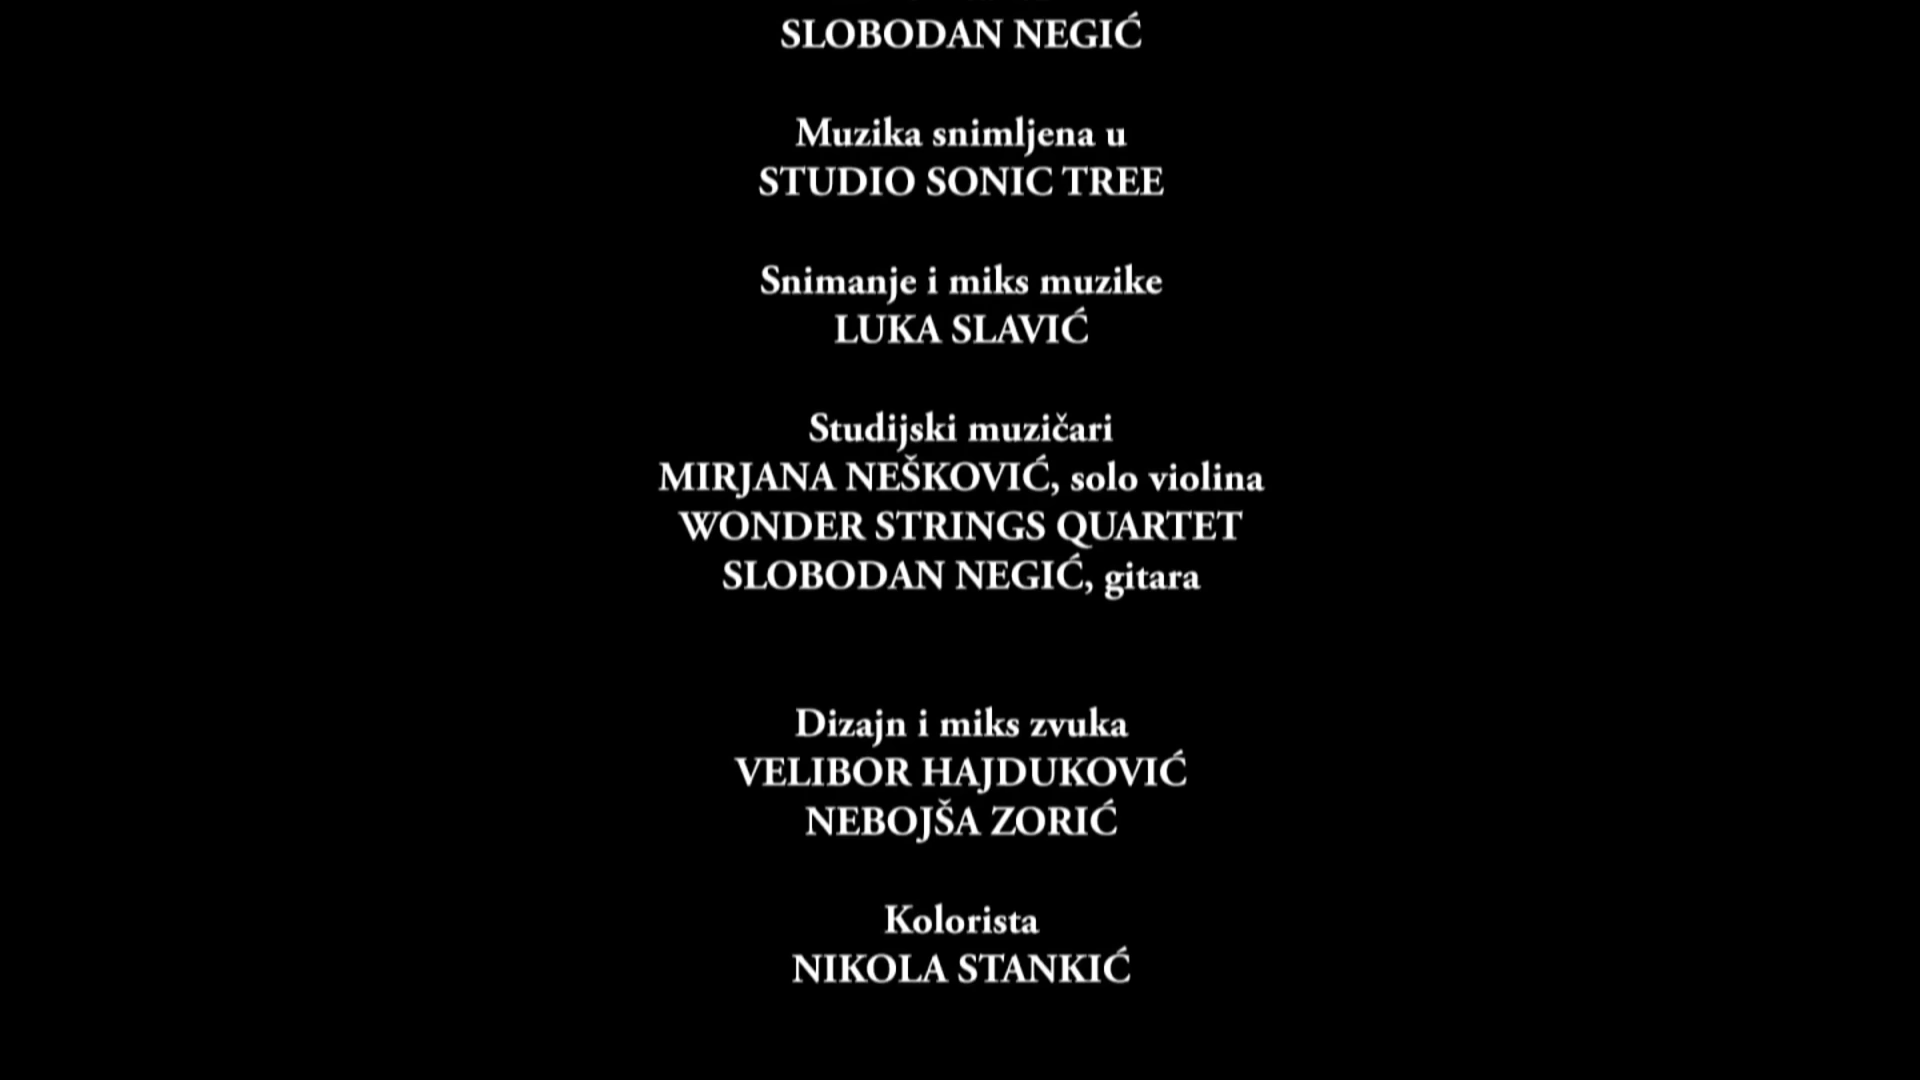 SLOBODAN NEGIĆ
Muzika snimljena u
STUDIO SONIC TREE
Snimanje i miks muzike
LUKA SLAVIĆ
Studijski muzičari
MIRJANA NEŠKOVIĆ, solo violina
WONDER STRINGS QUARTET
SLOBODAN NEGIĆ, gitara
Dizajn i miks zvuka
VELIBOR HAJDUKOVIĆ
NEBOJŠA ZORIĆ
Kolorista
NIKOLA STANKIĆ